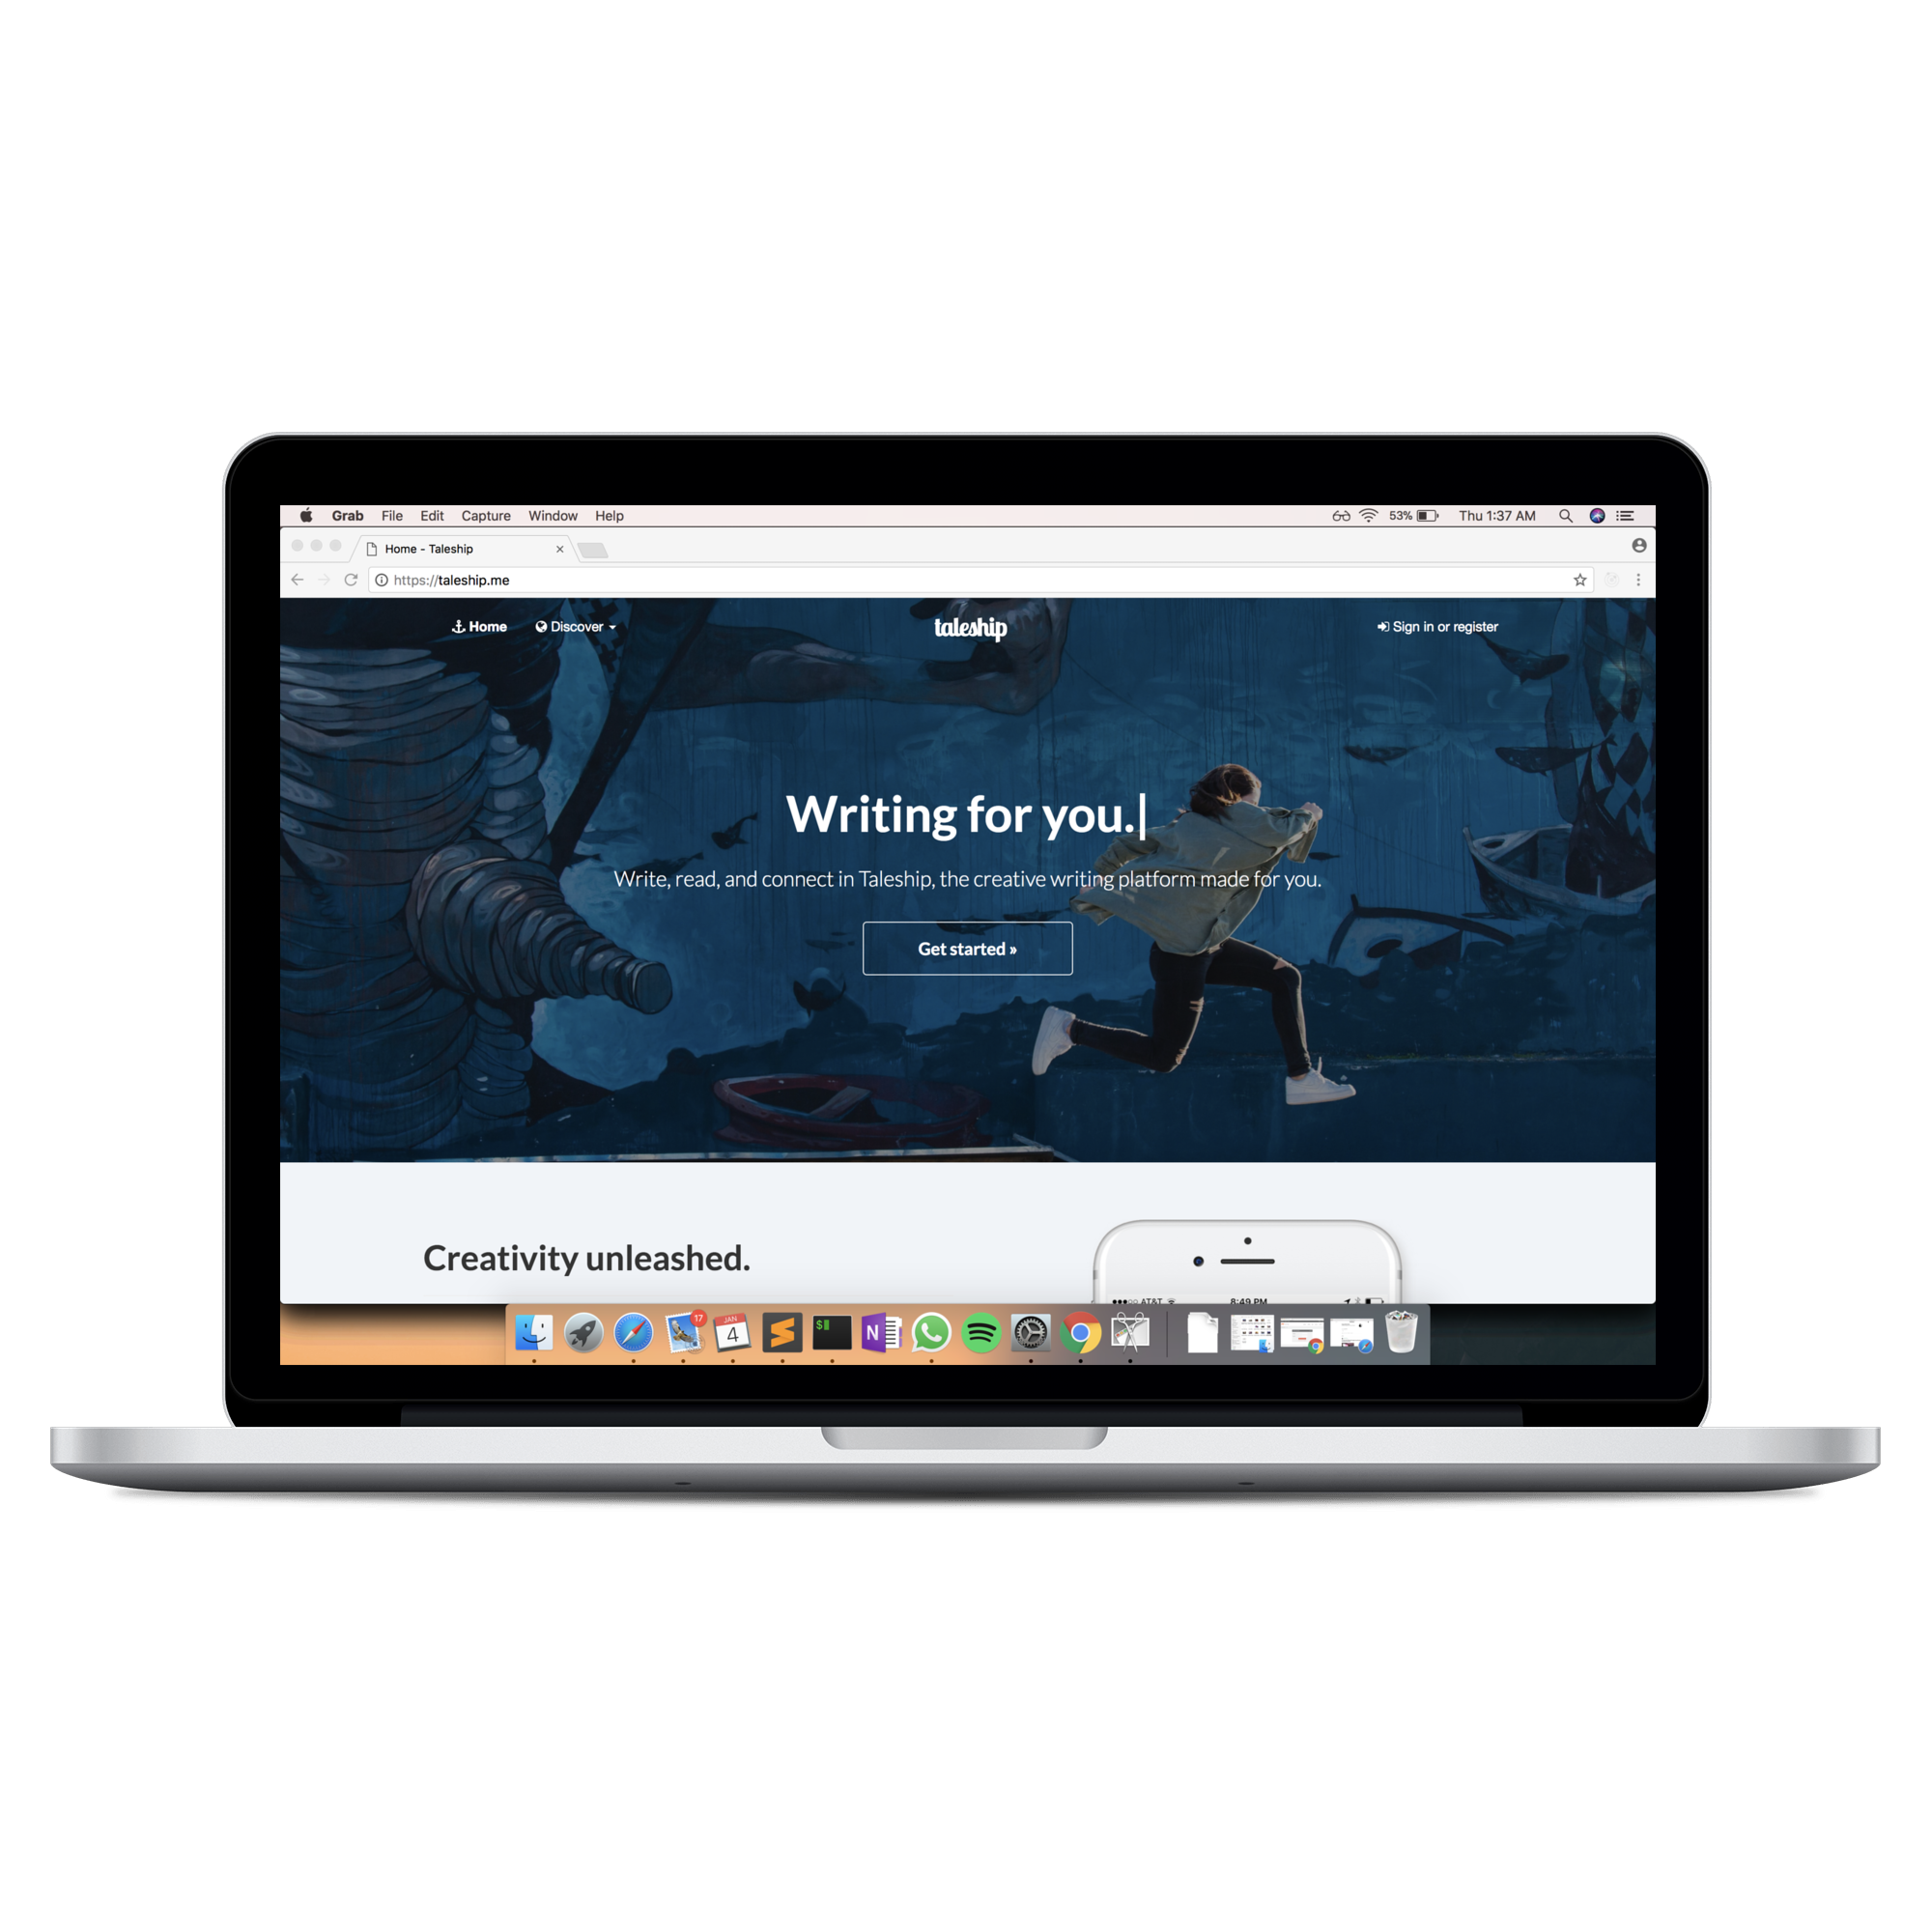 Grab File Edit Capture Window Help 53% Thu 1:37 AM
Home - Taleship
https://taleship.me
Home Discover taleship Sign in or register
Writing for you.|
Write, read, and connect in Taleship, the creative writing platform made for you.
Get started »
Creativity unleashed.
AT&T 8:49 PM
17
JAN
4
$
N